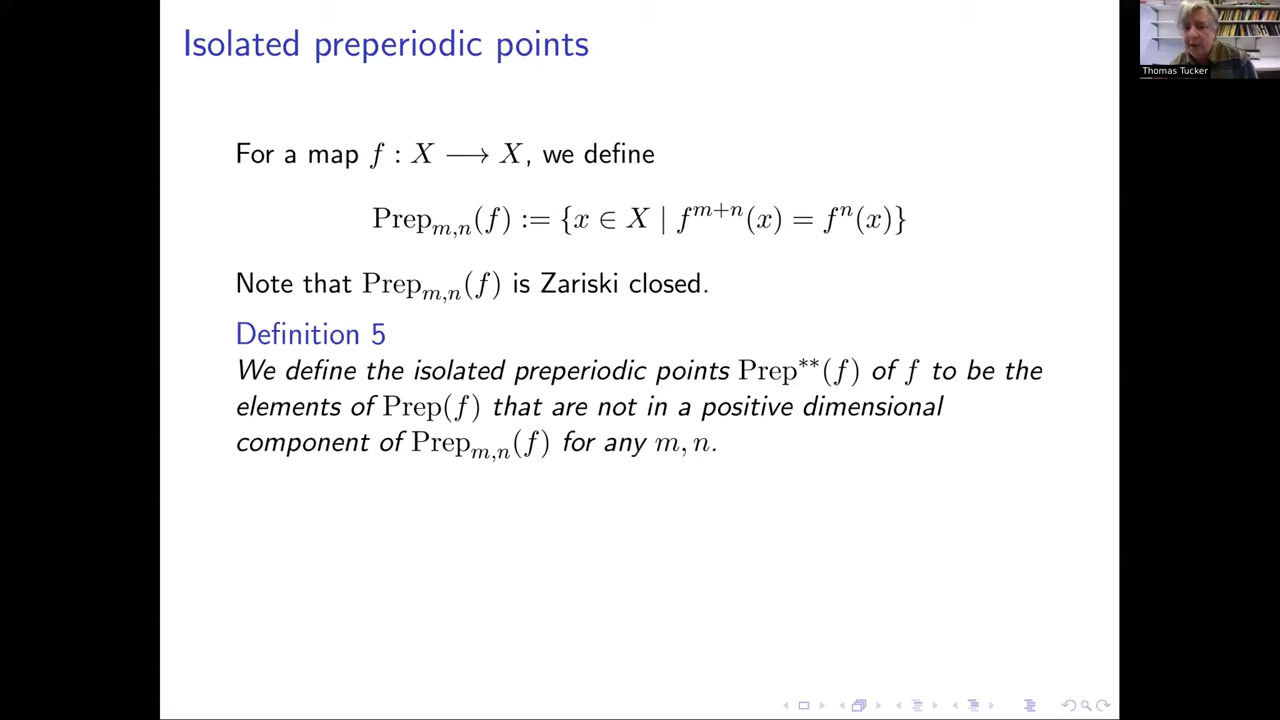 Isolated preperiodic points
Thomas Tucker
For a map f : X ⟶ X, we define
Prep_{m,n}(f) := {x ∈ X | f^{m+n}(x) = f^n(x)}
Note that Prep_{m,n}(f) is Zariski closed.
Definition 5
We define the isolated preperiodic points Prep^{**}(f) of f to be the
elements of Prep(f) that are not in a positive dimensional
component of Prep_{m,n}(f) for any m, n.